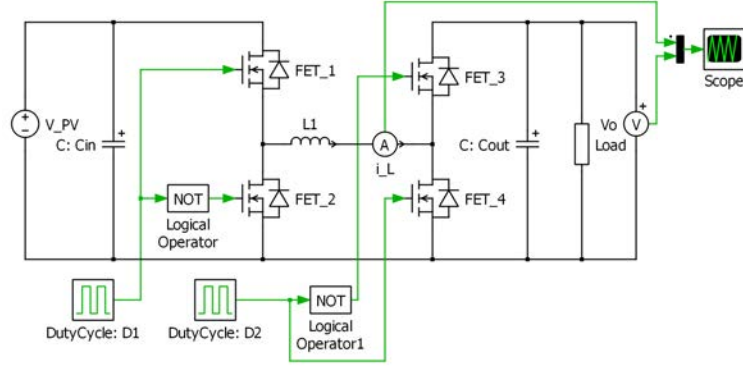 FET_1
FET_3
Scope
L1
V_PV
C: Cin
A
i_L
C: Cout
Vo
V
Load
NOT
FET_2
FET_4
Logical
Operator
NOT
DutyCycle: D1
DutyCycle: D2
Logical
Operator1